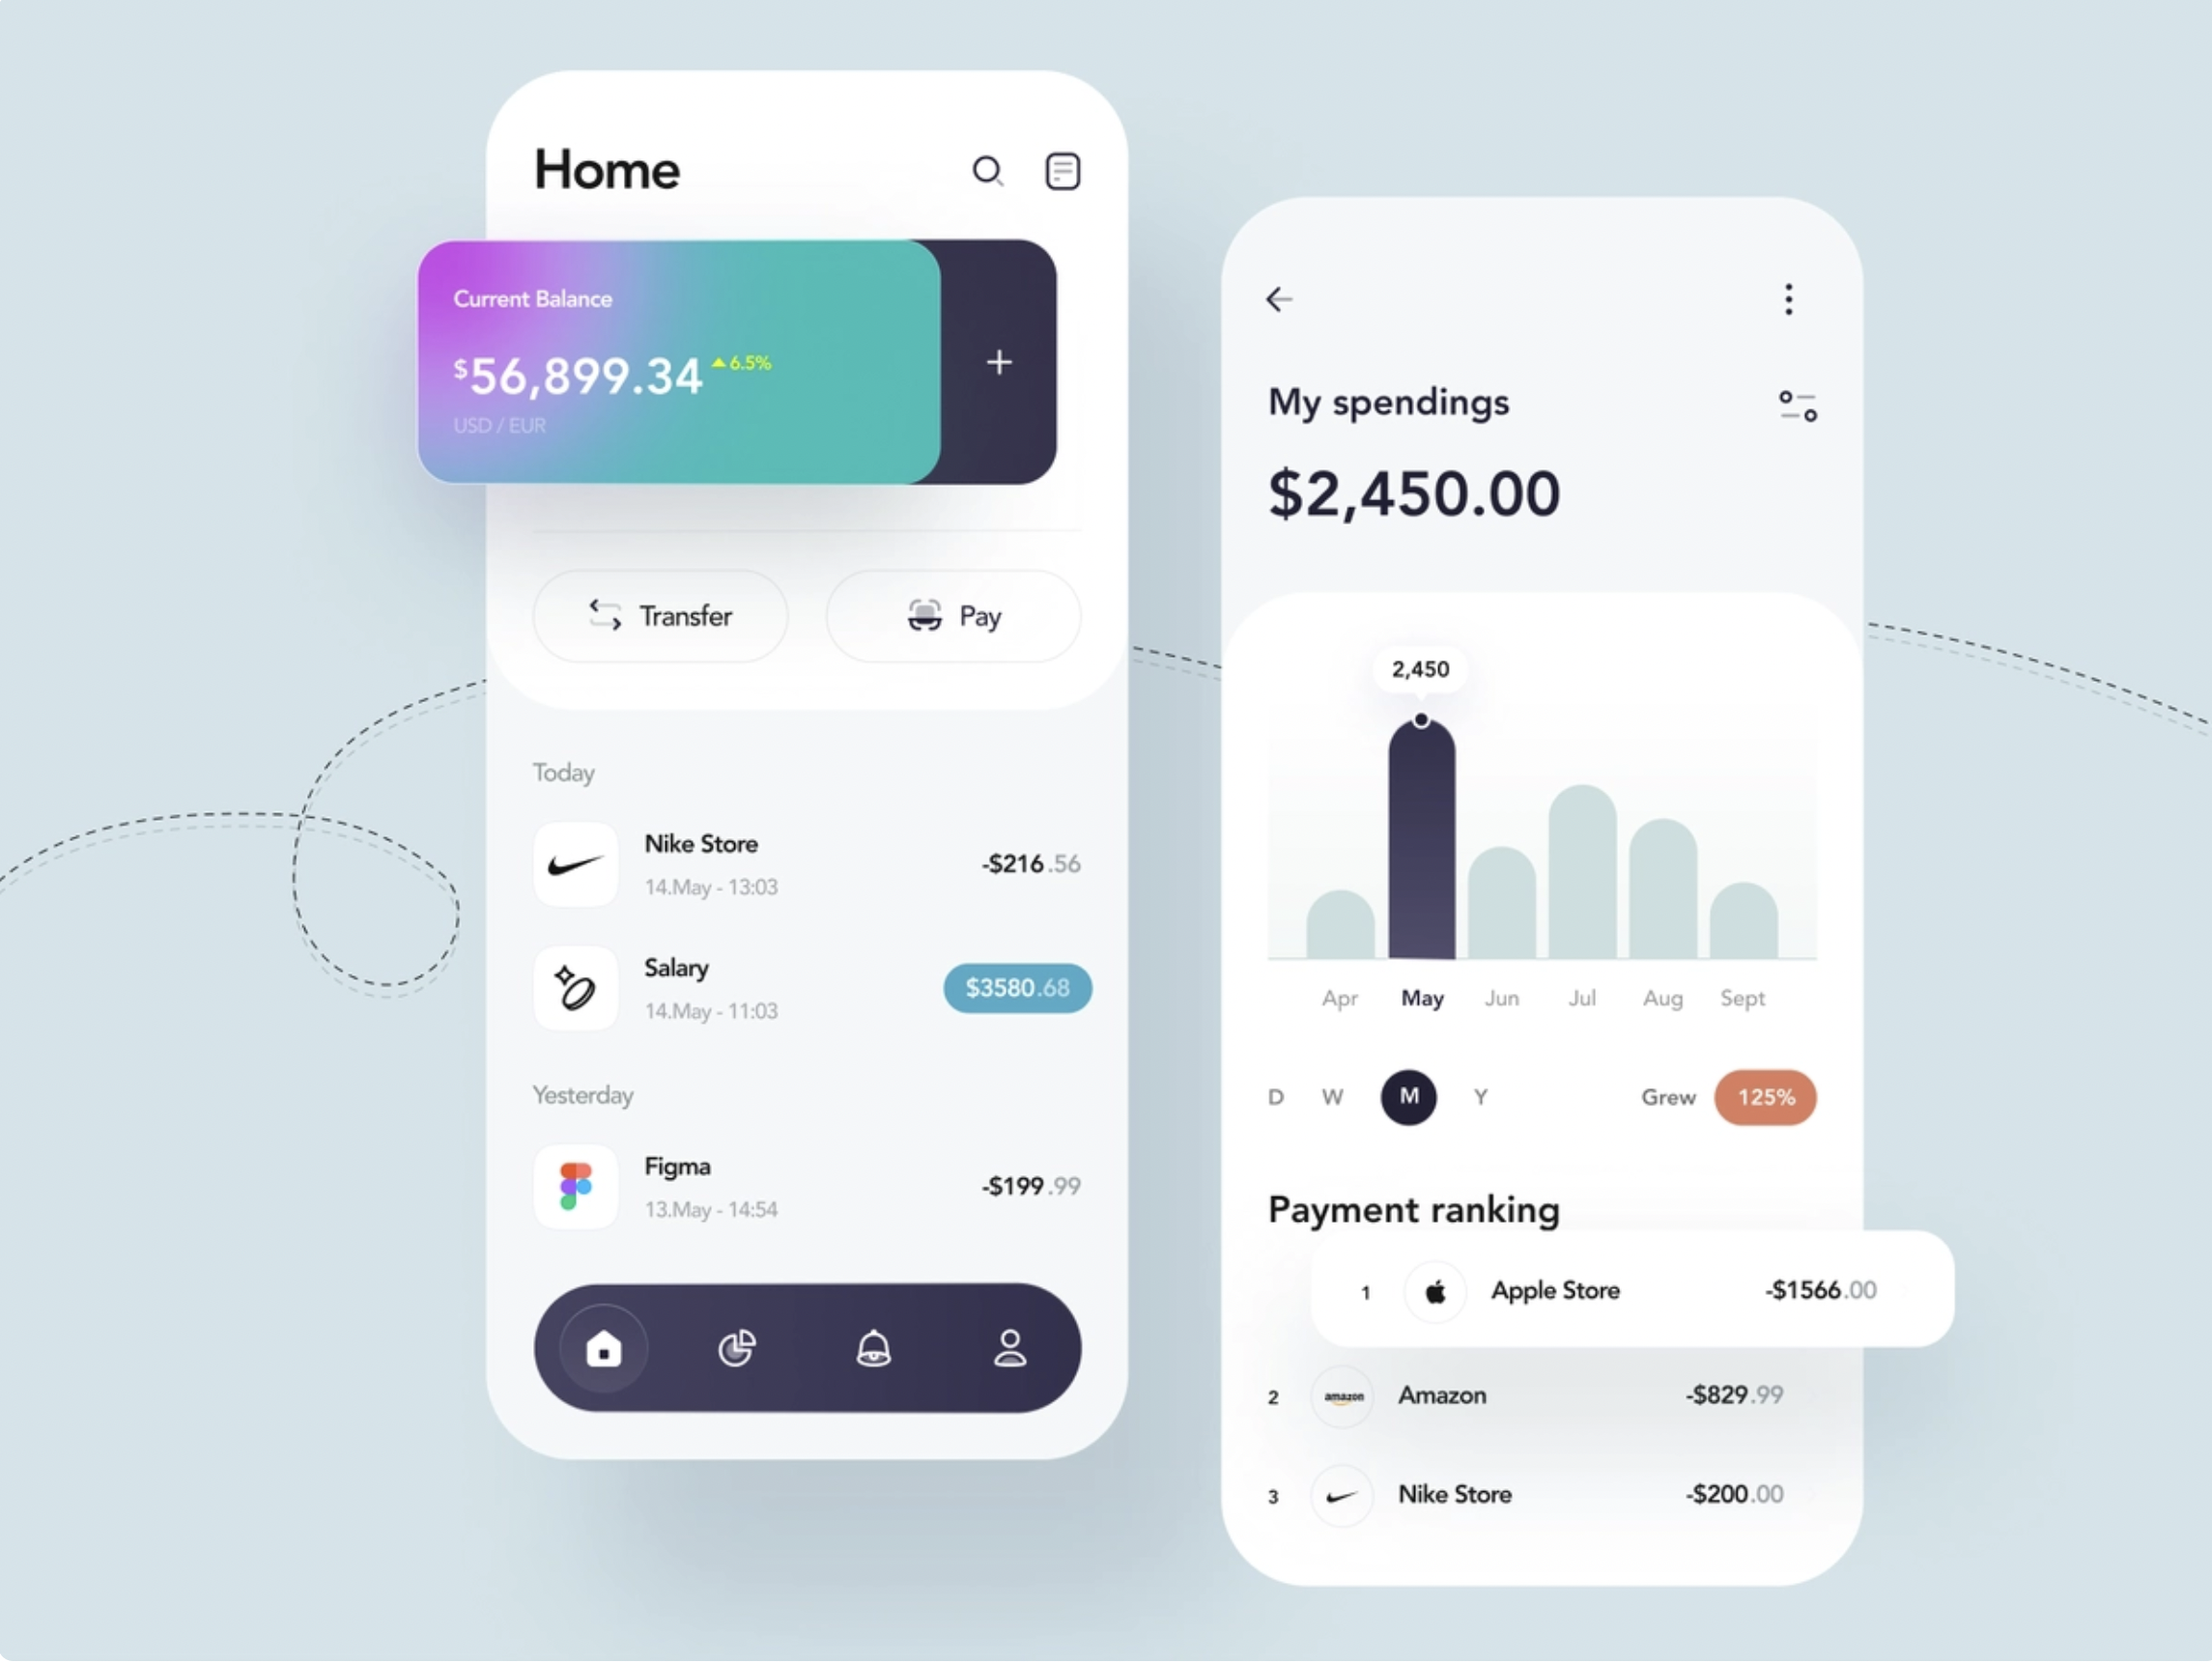 Home
Current Balance
$56,899.34 6.5%
USD / EUR
+
Transfer
Pay
Today
Nike Store
14.May - 13:03
-$216.56
Salary
14.May - 11:03
$3580.68
Yesterday
Figma
13.May - 14:54
-$199.99
My spendings
$2,450.00
2,450
Apr May Jun Jul Aug Sept
D W M Y Grew 125%
Payment ranking
1 Apple Store -$1566.00
2 amazon Amazon -$829.99
3 Nike Store -$200.00